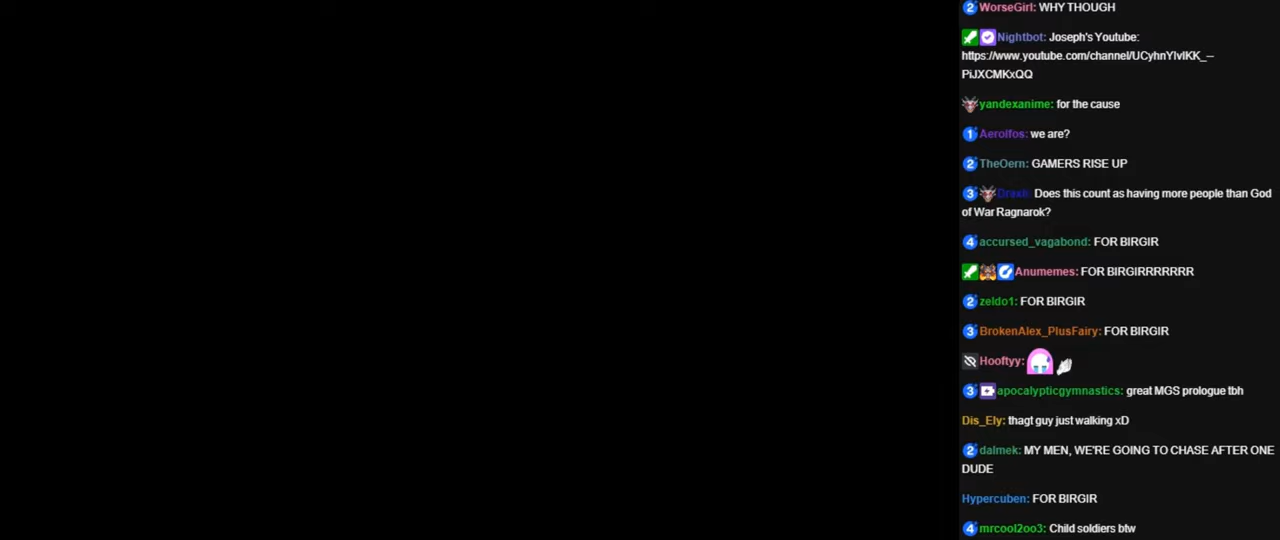 WorseGirl: WHY THOUGH
Nightbot: Joseph's Youtube:
https://www.youtube.com/channel/UCyhnYlvIKK_--
PiJXCMKxQQ
yandexanime: for the cause
Aerolfos: we are?
TheOern: GAMERS RISE UP
Does this count as having more people than God
of War Ragnarok?
accursed_vagabond: FOR BIRGIR
Anumemes: FOR BIRGIRRRRRRR
zeldo1: FOR BIRGIR
BrokenAlex_PlusFairy: FOR BIRGIR
Hooftyy:
apocalypticgymnastics: great MGS prologue tbh
Dis_Ely: thagt guy just walking xD
dalmek: MY MEN, WE'RE GOING TO CHASE AFTER ONE
DUDE
Hypercuben: FOR BIRGIR
mrcool2oo3: Child soldiers btw